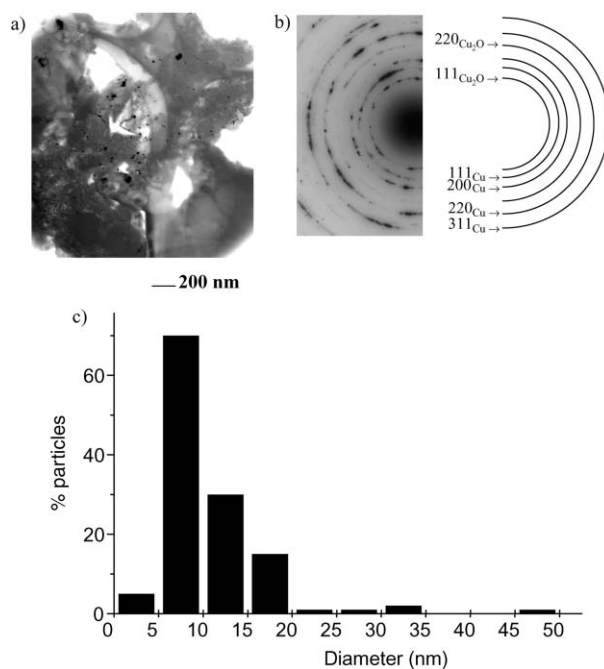 a)
b)
220Cu₂O →
111Cu₂O →
111Cu →
200Cu →
220Cu →
311Cu →
200 nm
c)
% particles
60
40
20
0
0 5 10 15 20 25 30 35 40 45 50
Diameter (nm)